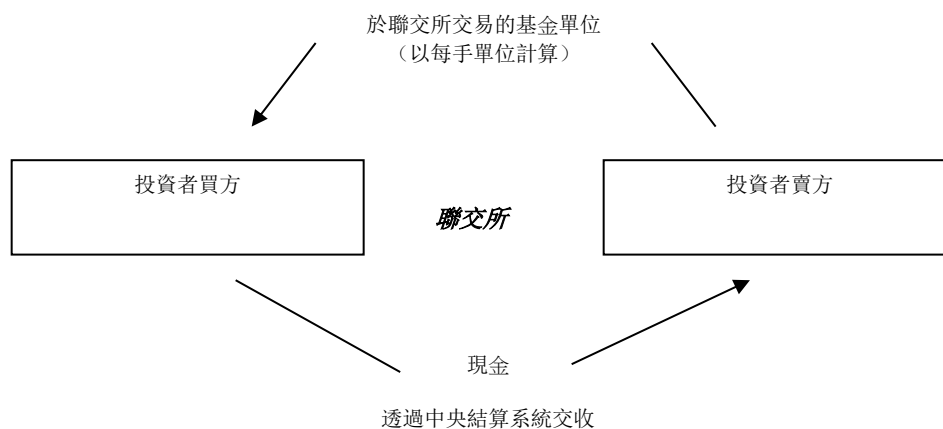 於聯交所交易的基金單位
（以每手單位計算）
投資者買方
投資者賣方
聯交所
現金
透過中央結算系統交收